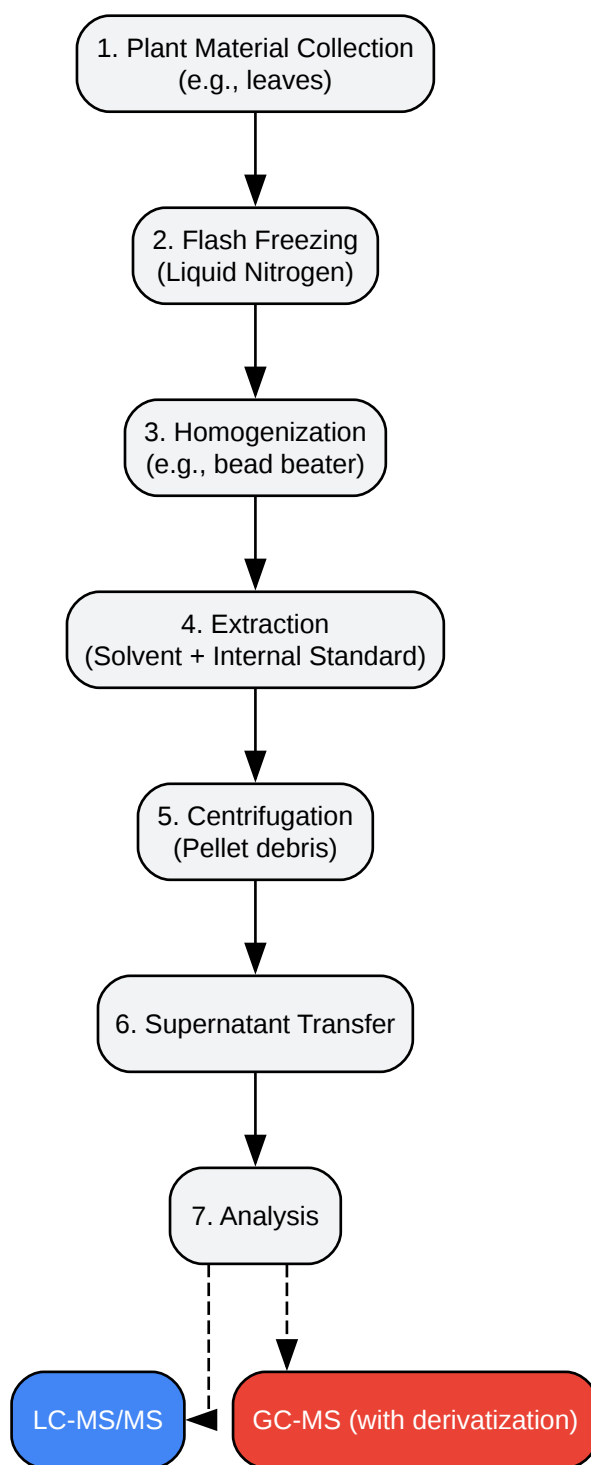 1. Plant Material Collection
(e.g., leaves)
2. Flash Freezing
(Liquid Nitrogen)
3. Homogenization
(e.g., bead beater)
4. Extraction
(Solvent + Internal Standard)
5. Centrifugation
(Pellet debris)
6. Supernatant Transfer
7. Analysis
LC-MS/MS
GC-MS (with derivatization)